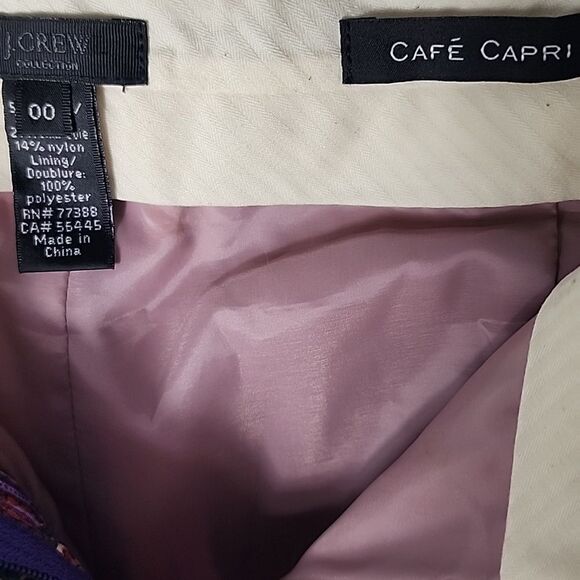 J.CREW
COLLECTION
CAFÉ CAPRI
00
14% nylon
Lining/
Doublure:
100%
polyester
RN# 77388
CA# 56445
Made in
China